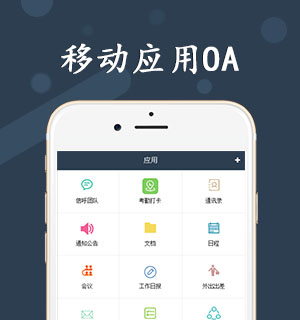 移动应用OA
应用 +
信呼团队 考勤打卡 通讯录
通知公告 文档 日程
会议 工作日报 外出出差